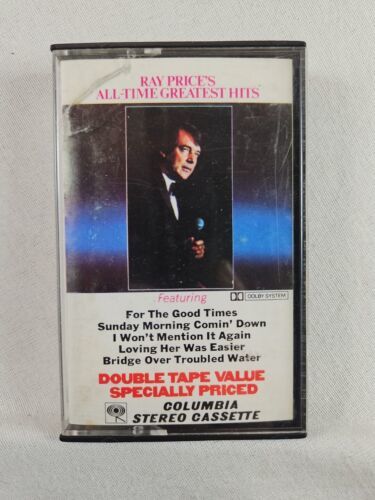 RAY PRICE'S
ALL-TIME GREATEST HITS
Featuring
DOLBY SYSTEM
For The Good Times
Sunday Morning Comin' Down
I Won't Mention It Again
Loving Her Was Easier
Bridge Over Troubled Water
DOUBLE TAPE VALUE
SPECIALLY PRICED
COLUMBIA
STEREO CASSETTE